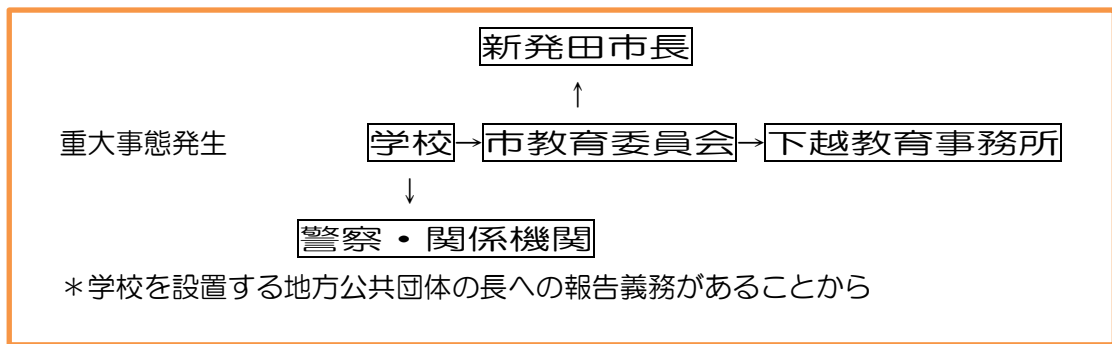 新発田市長
↑
重大事態発生 学校→市教育委員会→下越教育事務所
↓
警察・関係機関
＊学校を設置する地方公共団体の長への報告義務があることから